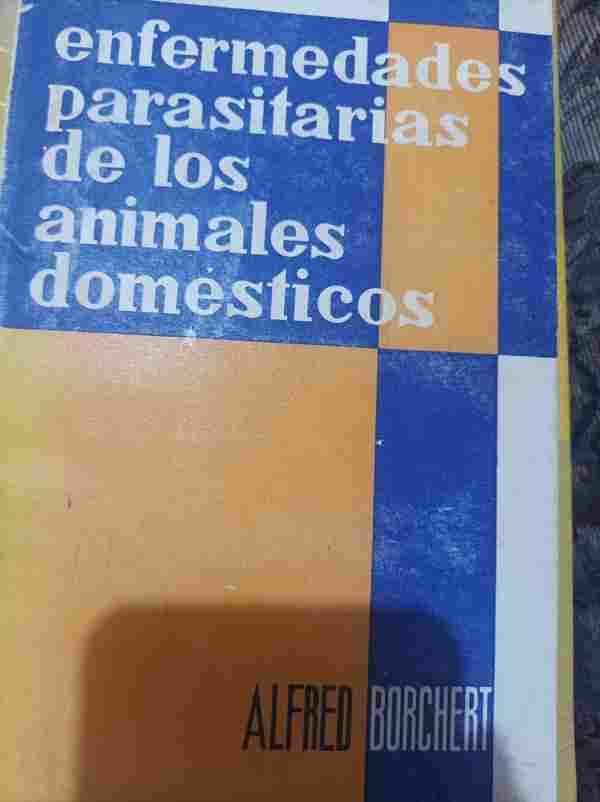 enfermedades
parasitarias
de los
animales
domésticos
ALFRED BORCHERT